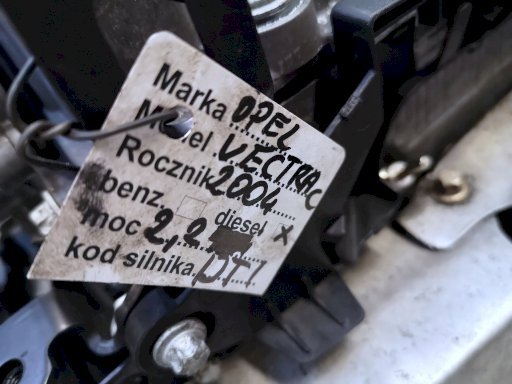 Marka OPEL
Model VECTRA C
Rocznik 2004
benz. diesel X
moc 2,2
kod silnika DTI